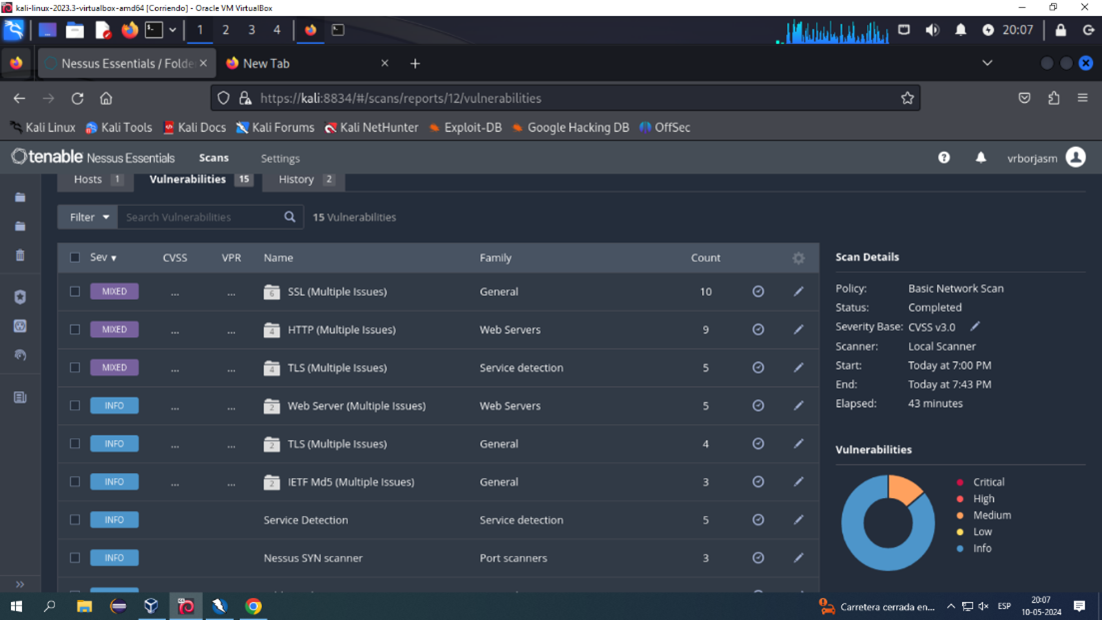 kali-linux-2023.3-virtualbox-amd64 [Corriendo] - Oracle VM VirtualBox
1 2 3 4 20:07
Nessus Essentials / Folde New Tab
https://kali:8834/#/scans/reports/12/vulnerabilities
Kali Linux Kali Tools Kali Docs Kali Forums Kali NetHunter Exploit-DB Google Hacking DB OffSec
tenable Nessus Essentials Scans Settings vrborjasm
Hosts 1 Vulnerabilities 15 History 2
Filter Search Vulnerabilities 15 Vulnerabilities
Sev CVSS VPR Name Family Count
MIXED ... ... 6 SSL (Multiple Issues) General 10
MIXED ... ... 4 HTTP (Multiple Issues) Web Servers 9
MIXED ... ... 4 TLS (Multiple Issues) Service detection 5
INFO ... ... 2 Web Server (Multiple Issues) Web Servers 5
INFO ... ... 2 TLS (Multiple Issues) General 4
INFO ... ... 2 IETF Md5 (Multiple Issues) General 3
INFO Service Detection Service detection 5
INFO Nessus SYN scanner Port scanners 3
Scan Details
Policy: Basic Network Scan
Status: Completed
Severity Base: CVSS v3.0
Scanner: Local Scanner
Start: Today at 7:00 PM
End: Today at 7:43 PM
Elapsed: 43 minutes
Vulnerabilities
Critical
High
Medium
Low
Info
Carretera cerrada en... ESP 20:07
10-05-2024